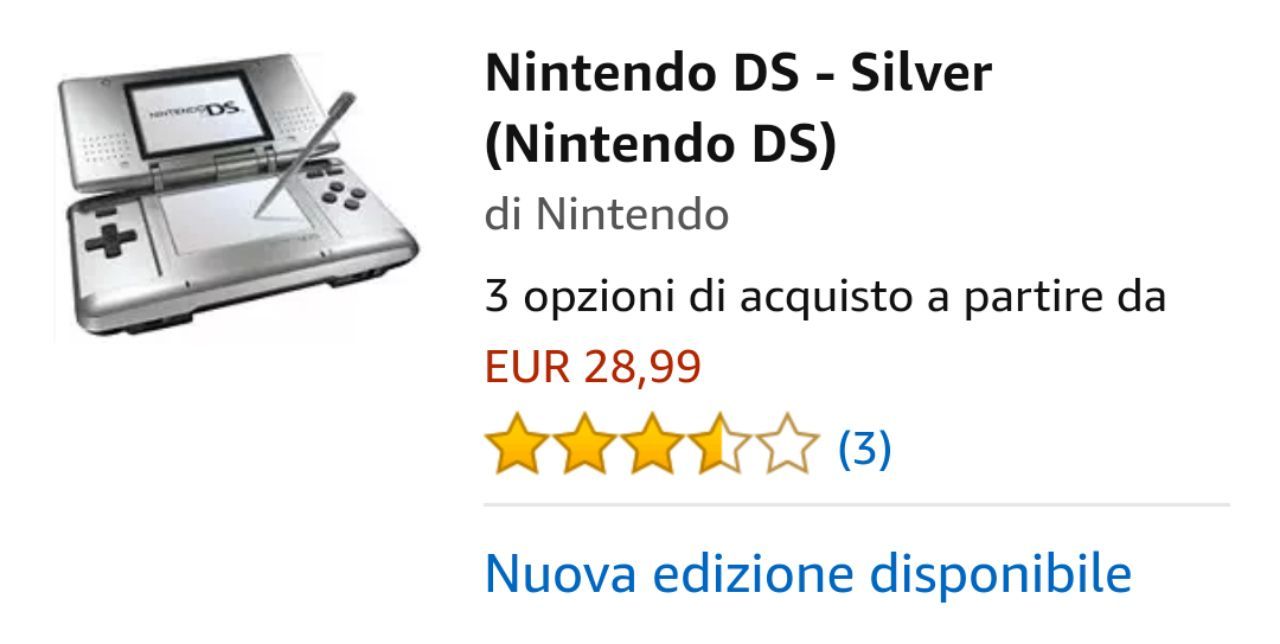 NINTENDO DS
Nintendo DS - Silver
(Nintendo DS)
di Nintendo
3 opzioni di acquisto a partire da
EUR 28,99
(3)
Nuova edizione disponibile